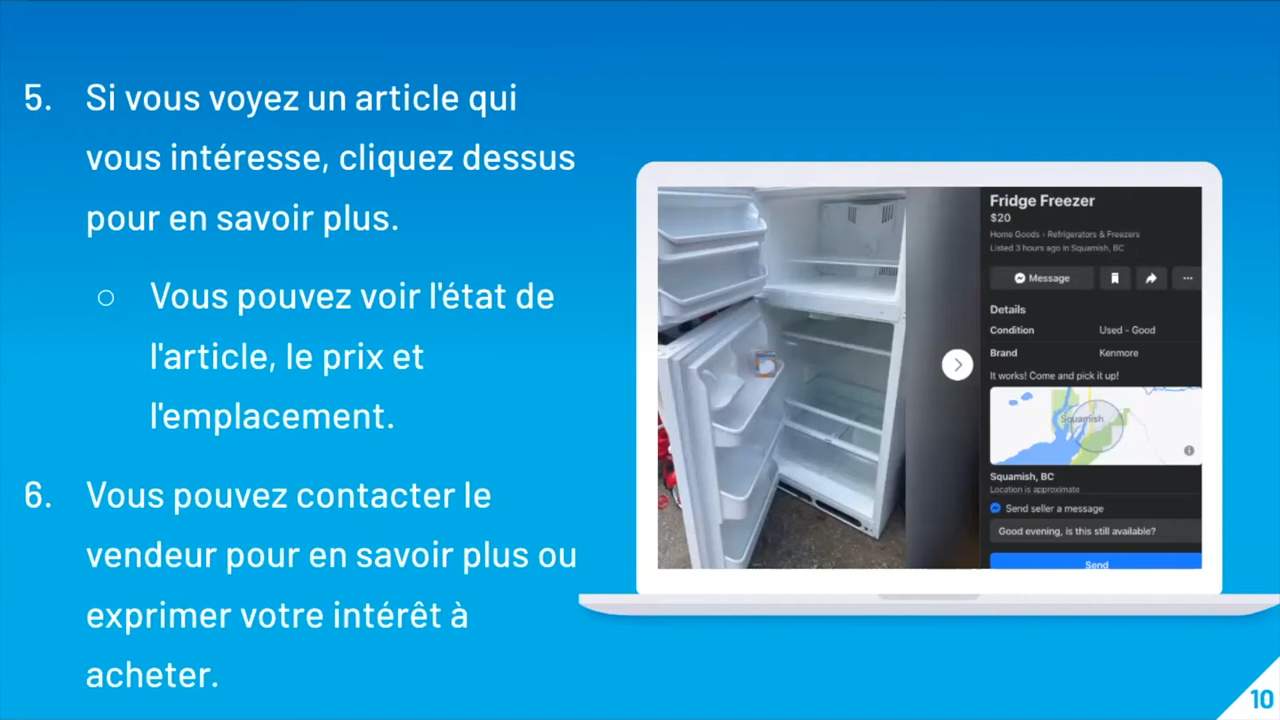 5. Si vous voyez un article qui
vous intéresse, cliquez dessus
pour en savoir plus.
○ Vous pouvez voir l'état de
l'article, le prix et
l'emplacement.
6. Vous pouvez contacter le
vendeur pour en savoir plus ou
exprimer votre intérêt à
acheter.
Fridge Freezer
$20
Home Goods › Refrigerators & Freezers
Listed 3 hours ago in Squamish, BC
Message
Details
Condition Used - Good
Brand Kenmore
It works! Come and pick it up!
Squamish
Squamish, BC
Location is approximate
Send seller a message
Good evening, is this still available?
Send
10